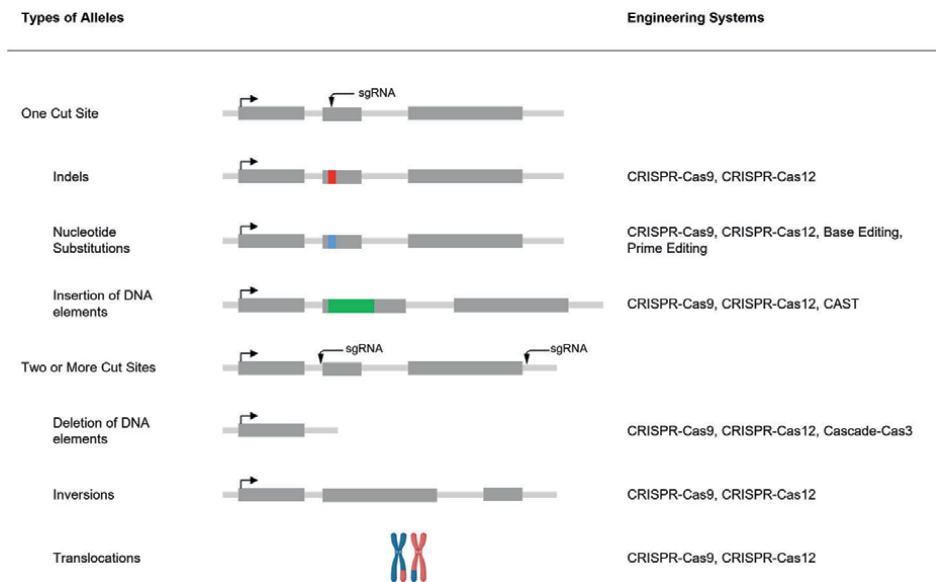 Types of Alleles
Engineering Systems
sgRNA
One Cut Site
Indels
CRISPR-Cas9, CRISPR-Cas12
Nucleotide
Substitutions
CRISPR-Cas9, CRISPR-Cas12, Base Editing,
Prime Editing
Insertion of DNA
elements
CRISPR-Cas9, CRISPR-Cas12, CAST
sgRNA
sgRNA
Two or More Cut Sites
Deletion of DNA
elements
CRISPR-Cas9, CRISPR-Cas12, Cascade-Cas3
Inversions
CRISPR-Cas9, CRISPR-Cas12
Translocations
CRISPR-Cas9, CRISPR-Cas12